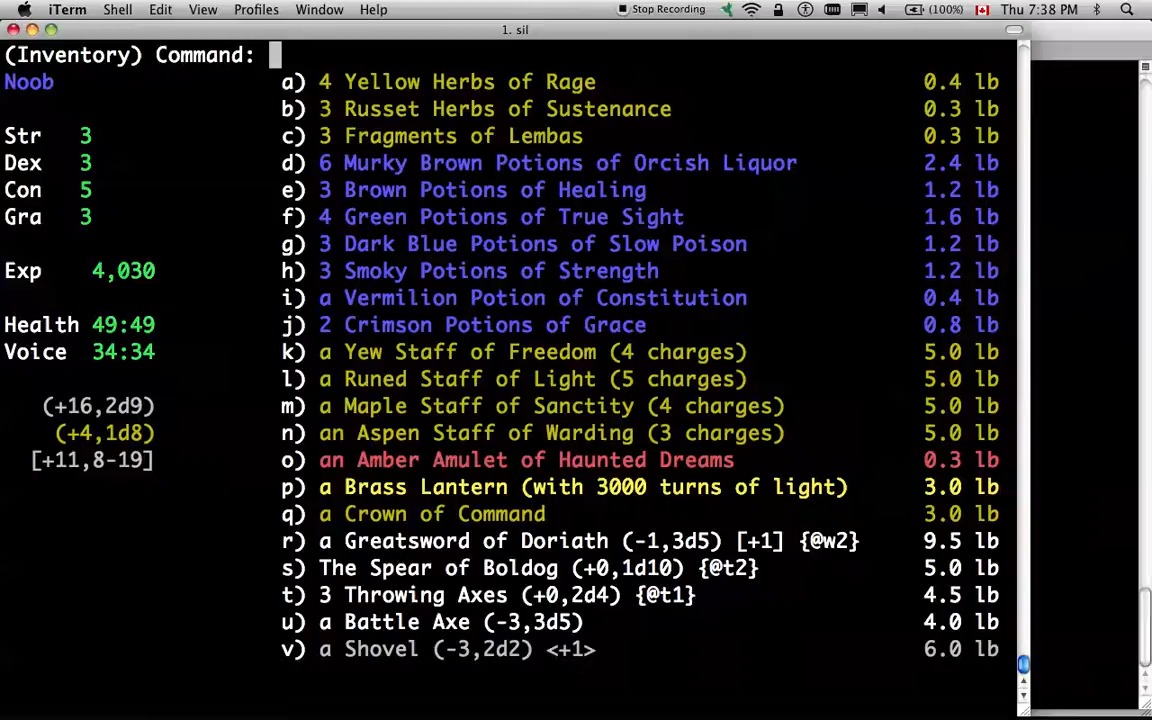 iTerm Shell Edit View Profiles Window Help Stop Recording (100%) Thu 7:38 PM
1. sil
(Inventory) Command:
Noob a) 4 Yellow Herbs of Rage 0.4 lb
b) 3 Russet Herbs of Sustenance 0.3 lb
Str 3 c) 3 Fragments of Lembas 0.3 lb
Dex 3 d) 6 Murky Brown Potions of Orcish Liquor 2.4 lb
Con 5 e) 3 Brown Potions of Healing 1.2 lb
Gra 3 f) 4 Green Potions of True Sight 1.6 lb
g) 3 Dark Blue Potions of Slow Poison 1.2 lb
Exp 4,030 h) 3 Smoky Potions of Strength 1.2 lb
i) a Vermilion Potion of Constitution 0.4 lb
Health 49:49 j) 2 Crimson Potions of Grace 0.8 lb
Voice 34:34 k) a Yew Staff of Freedom (4 charges) 5.0 lb
l) a Runed Staff of Light (5 charges) 5.0 lb
(+16,2d9) m) a Maple Staff of Sanctity (4 charges) 5.0 lb
(+4,1d8) n) an Aspen Staff of Warding (3 charges) 5.0 lb
[+11,8-19] o) an Amber Amulet of Haunted Dreams 0.3 lb
p) a Brass Lantern (with 3000 turns of light) 3.0 lb
q) a Crown of Command 3.0 lb
r) a Greatsword of Doriath (-1,3d5) [+1] {@w2} 9.5 lb
s) The Spear of Boldog (+0,1d10) {@t2} 5.0 lb
t) 3 Throwing Axes (+0,2d4) {@t1} 4.5 lb
u) a Battle Axe (-3,3d5) 4.0 lb
v) a Shovel (-3,2d2) <+1> 6.0 lb